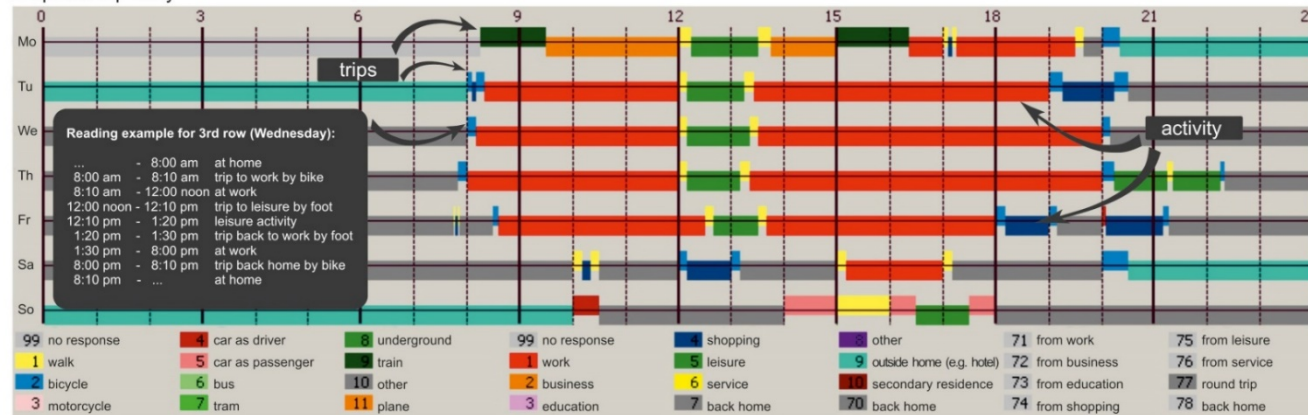 0 3 6 9 12 15 18 21
Mo
trips
Tu
Reading example for 3rd row (Wednesday):
We
activity
... - 8:00 am at home
8:00 am - 8:10 am trip to work by bike
8:10 am - 12:00 noon at work
Th
12:00 noon - 12:10 pm trip to leisure by foot
12:10 pm - 1:20 pm leisure activity
Fr
1:20 pm - 1:30 pm trip back to work by foot
1:30 pm - 8:00 pm at work
8:00 pm - 8:10 pm trip back home by bike
Sa
8:10 pm - ... at home
So
99 no response 4 car as driver 8 underground 99 no response 4 shopping 8 other 71 from work 75 from leisure
1 walk 5 car as passenger 9 train 1 work 5 leisure 9 outside home (e.g. hotel) 72 from business 76 from service
2 bicycle 6 bus 10 other 2 business 6 service 10 secondary residence 73 from education 77 round trip
3 motorcycle 7 tram 11 plane 3 education 7 back home 70 back home 74 from shopping 78 back home